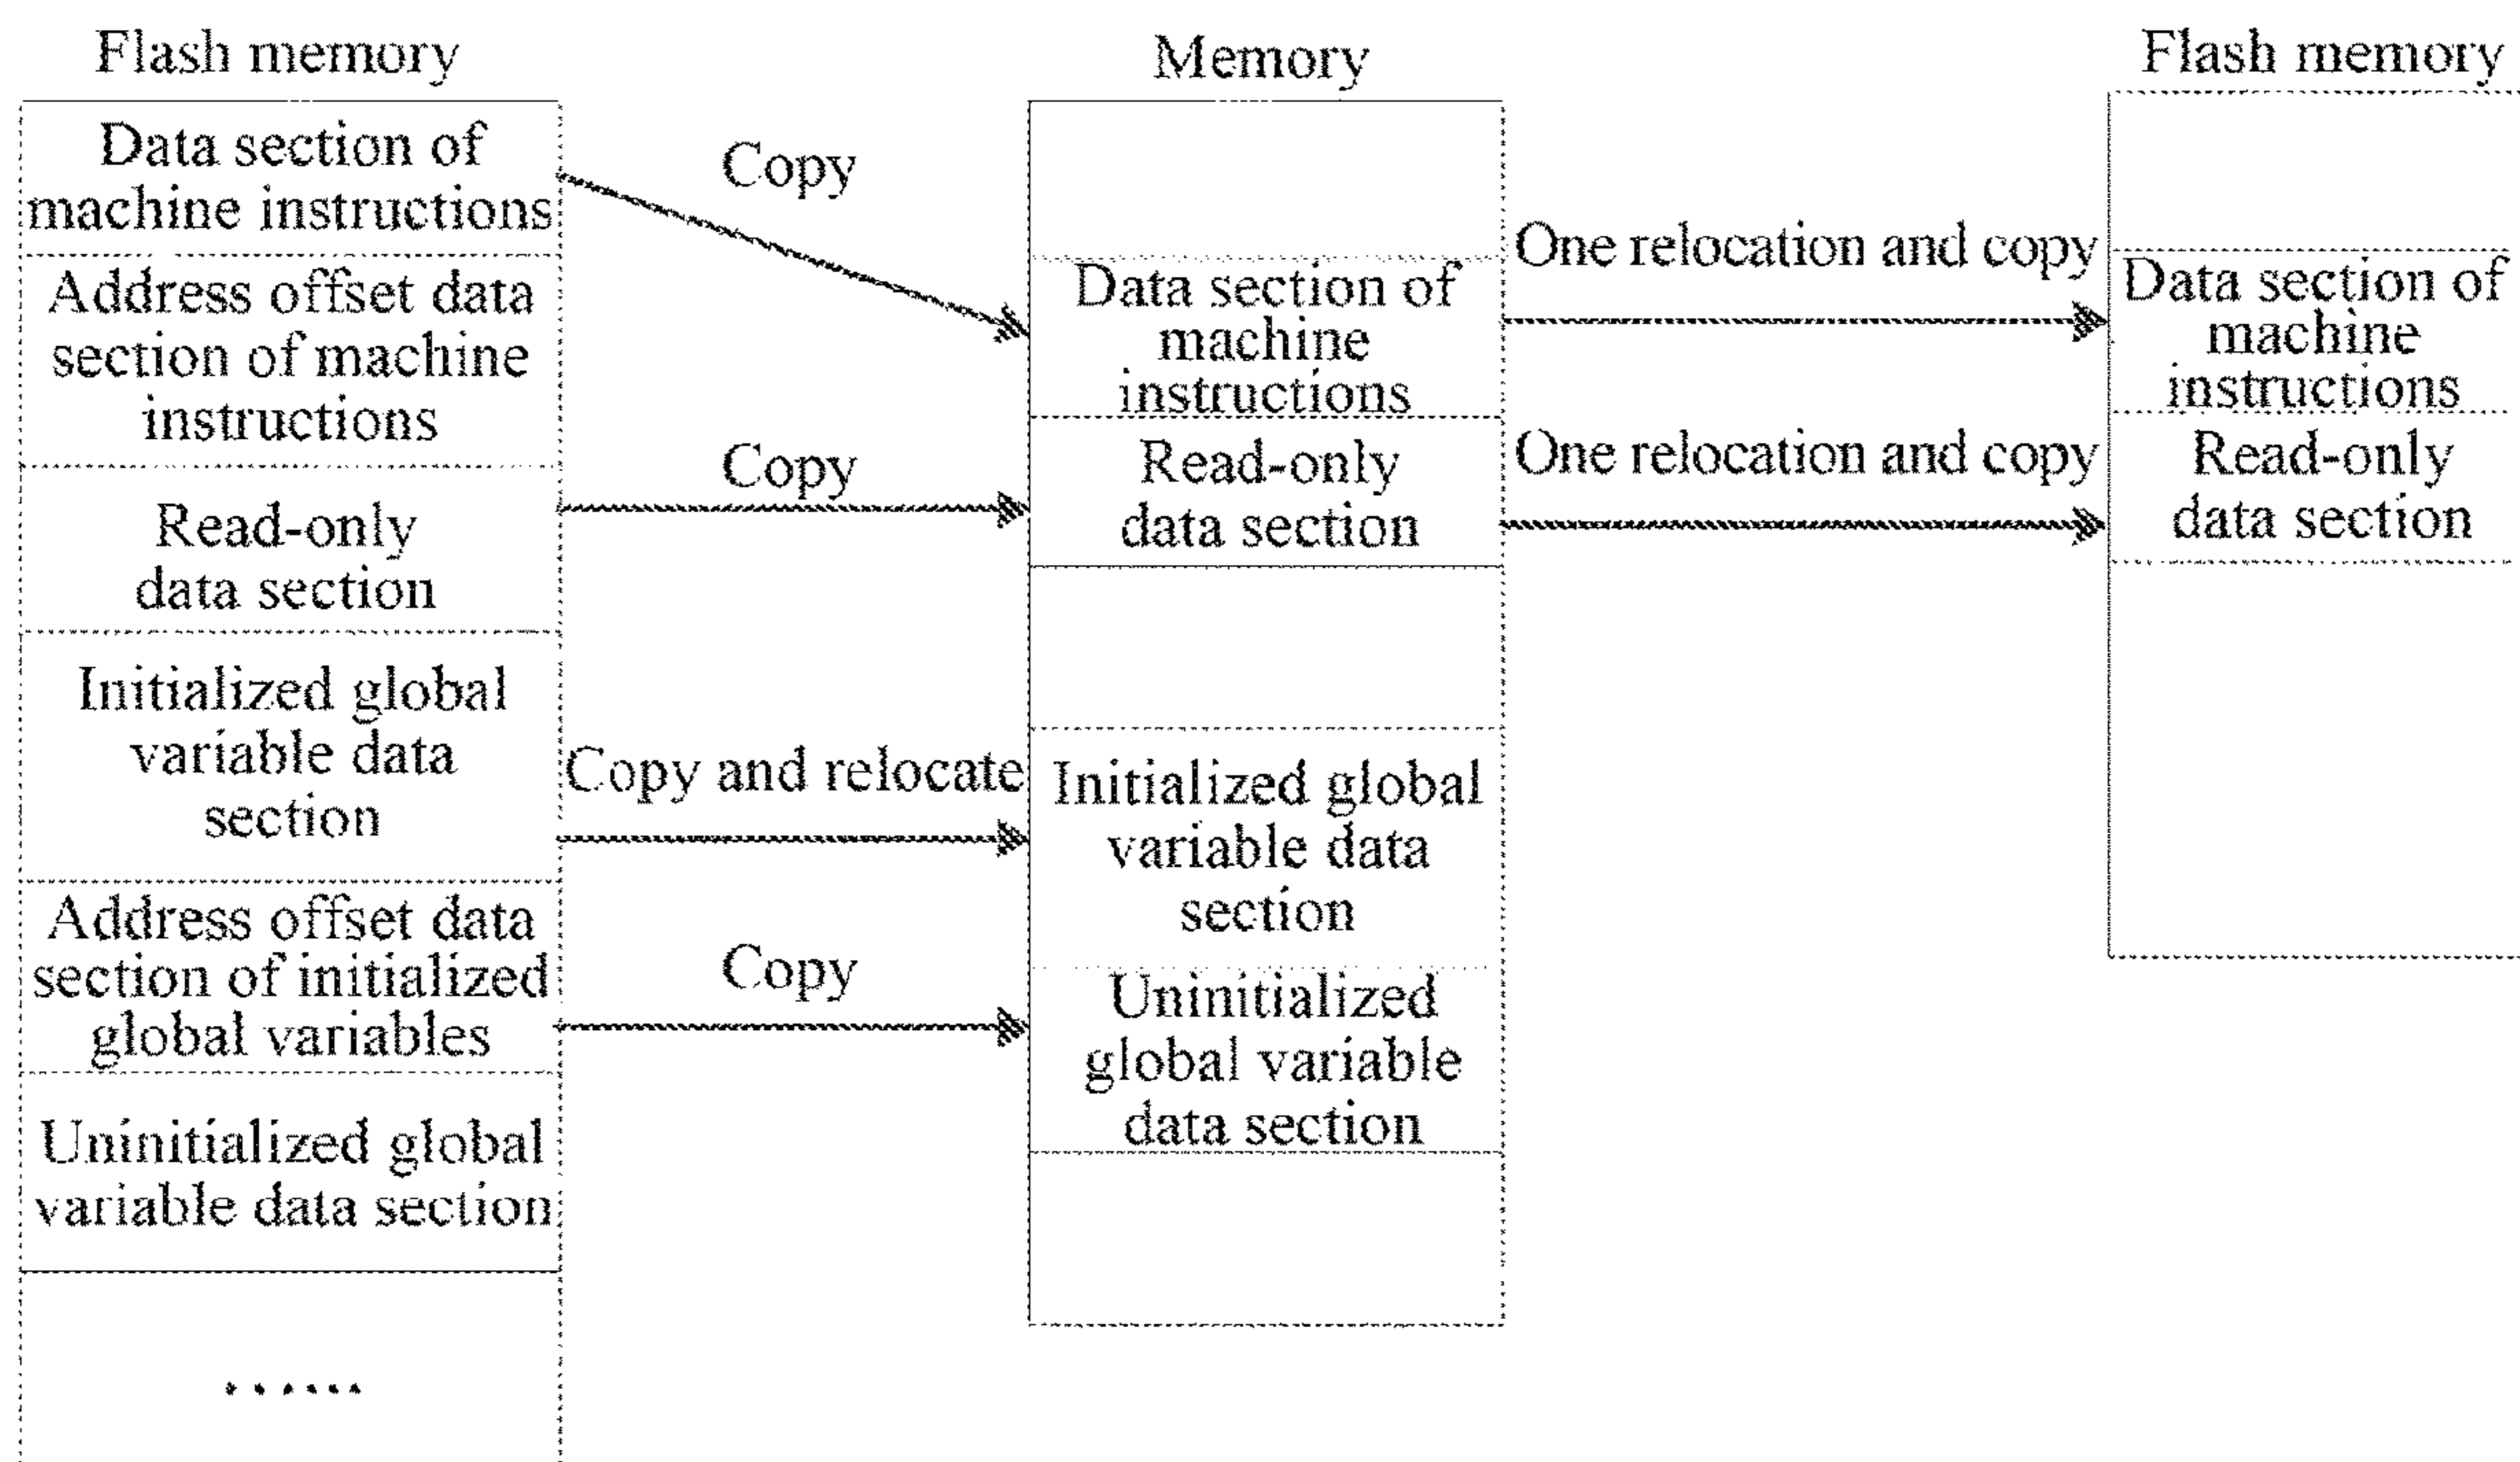 Flash memory
Data section of
machine instructions
Address offset data
section of machine
instructions
Read-only
data section
Initialized global
variable data
section
Address offset data
section of initialized
global variables
Uninitialized global
variable data section
......
Copy
Copy
Copy and relocate
Copy
Memory
Data section of
machine
instructions
Read-only
data section
Initialized global
variable data
section
Uninitialized
global variable
data section
One relocation and copy
One relocation and copy
Flash memory
Data section of
machine
instructions
Read-only
data section